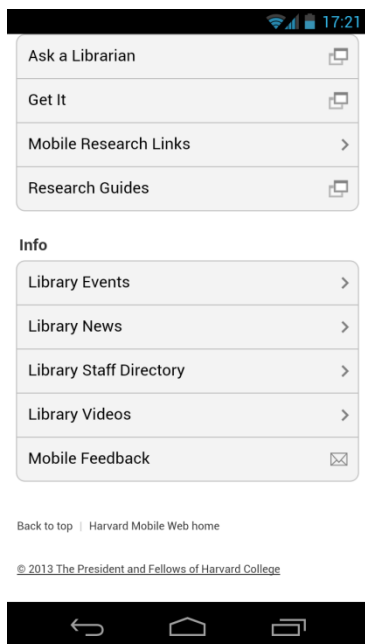 17:21
Ask a Librarian
Get It
Mobile Research Links
Research Guides
Info
Library Events
Library News
Library Staff Directory
Library Videos
Mobile Feedback
Back to top | Harvard Mobile Web home
© 2013 The President and Fellows of Harvard College